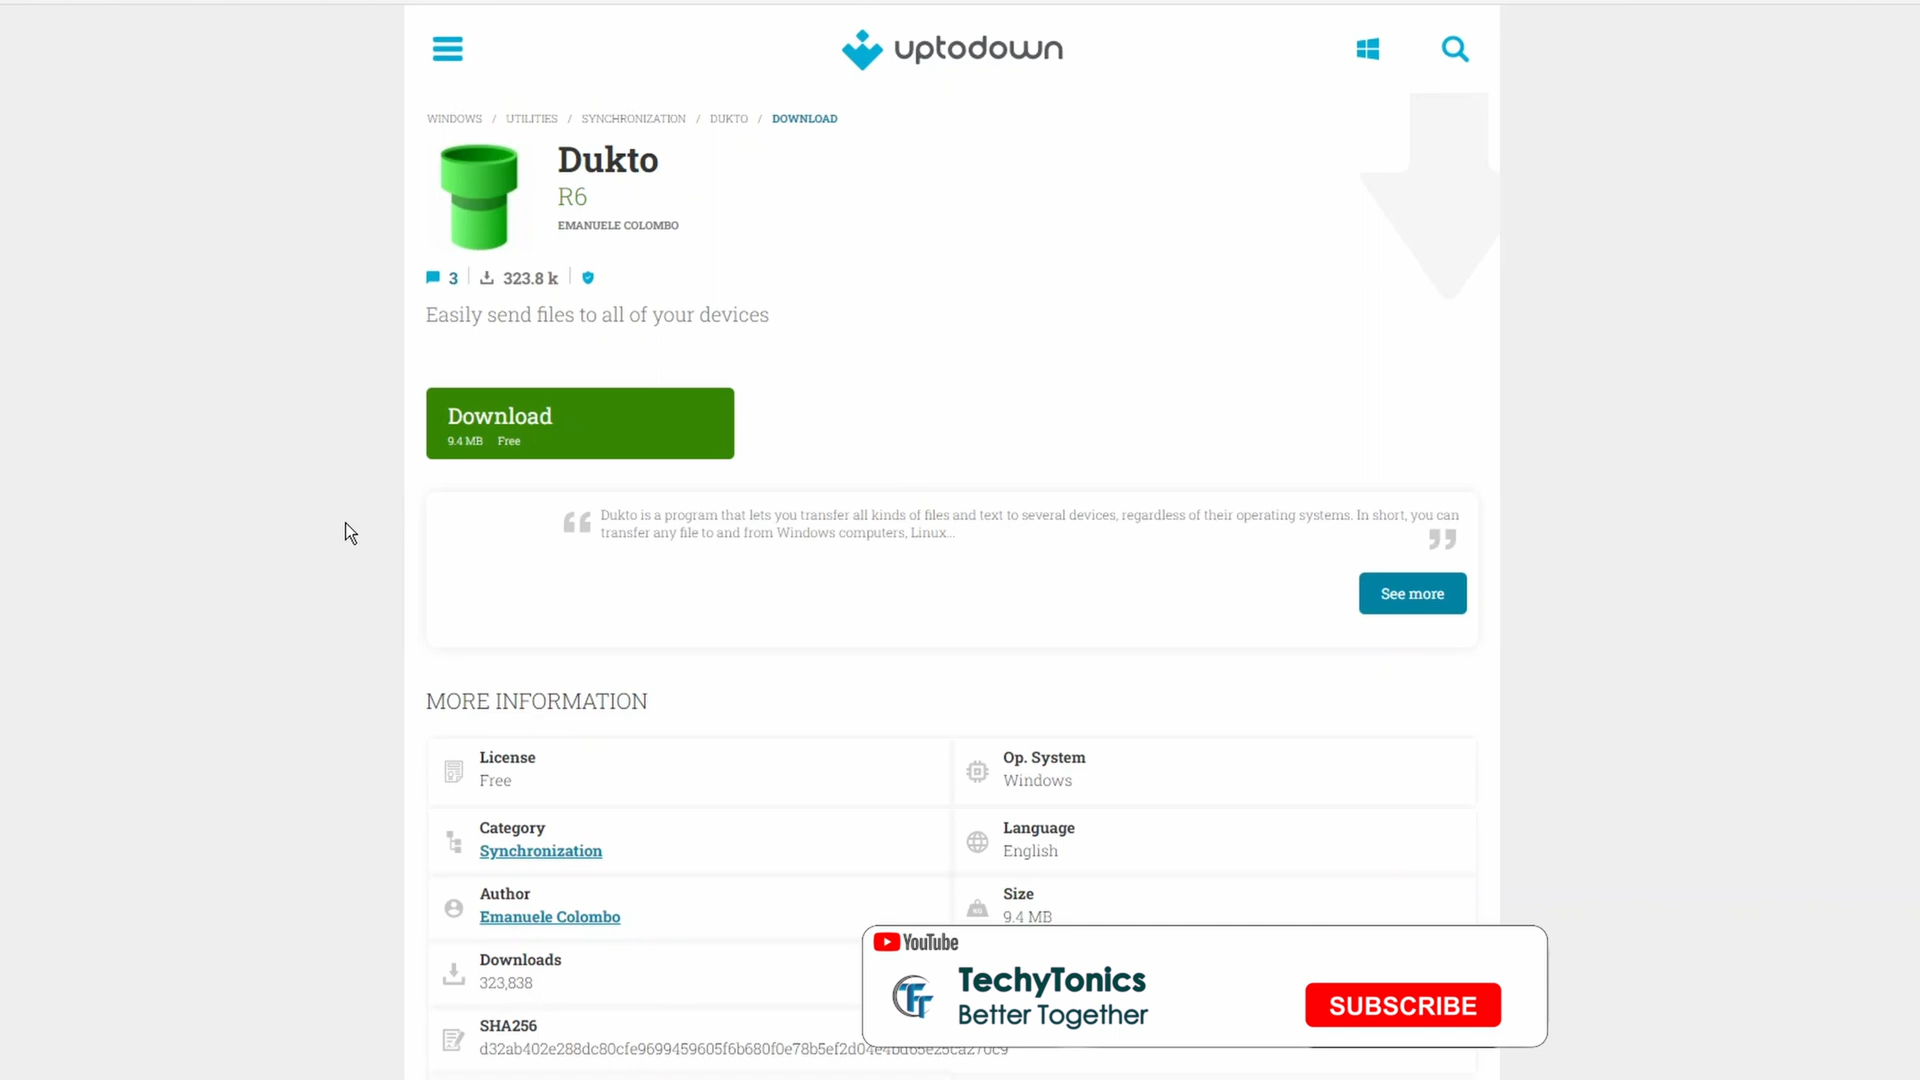 uptodown
WINDOWS / UTILITIES / SYNCHRONIZATION / DUKTO / DOWNLOAD
Dukto
R6
EMANUELE COLOMBO
3 323.8 k
Easily send files to all of your devices
Download
9.4 MB Free
“ Dukto is a program that lets you transfer all kinds of files and text to several devices, regardless of their operating systems. In short, you can
transfer any file to and from Windows computers, Linux... ”
See more
MORE INFORMATION
License
Free
Op. System
Windows
Category
Synchronization
Language
English
Author
Emanuele Colombo
Size
9.4 MB
Downloads
323,838
SHA256
YouTube
TechyTonics
Better Together
SUBSCRIBE